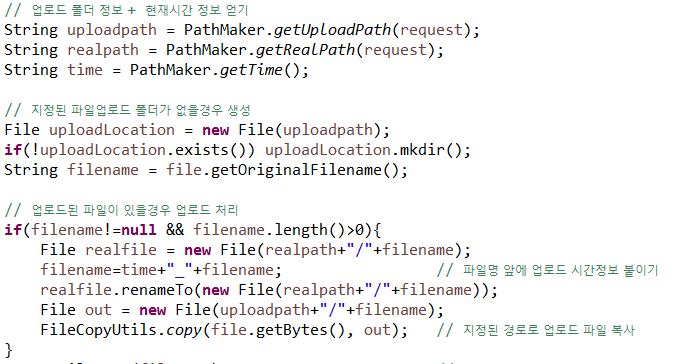 // 업로드 폴더 정보 + 현재시간 정보 얻기
String uploadpath = PathMaker.getUploadPath(request);
String realpath = PathMaker.getRealPath(request);
String time = PathMaker.getTime();
// 지정된 파일업로드 폴더가 없을경우 생성
File uploadLocation = new File(uploadpath);
if(!uploadLocation.exists()) uploadLocation.mkdir();
String filename = file.getOriginalFilename();
// 업로드된 파일이 있을경우 업로드 처리
if(filename!=null && filename.length()>0){
File realfile = new File(realpath+"/"+filename);
filename=time+"_"+filename; // 파일명 앞에 업로드 시간정보 붙이기
realfile.renameTo(new File(realpath+"/"+filename));
File out = new File(uploadpath+"/"+filename);
FileCopyUtils.copy(file.getBytes(), out); // 지정된 경로로 업로드 파일 복사
}